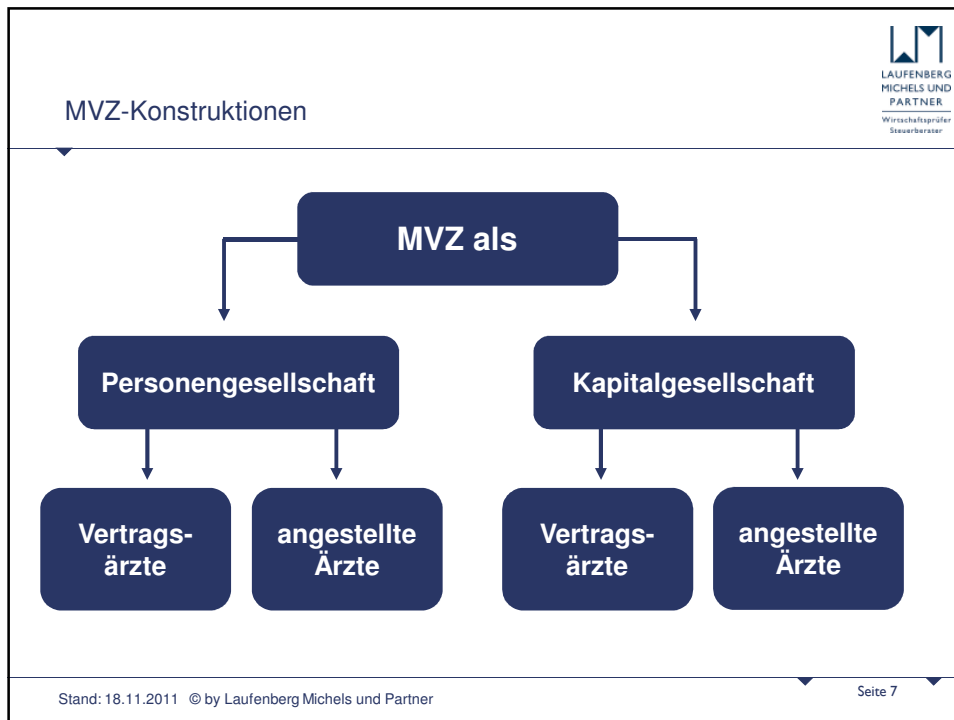 LAUFENBERG
MICHELS UND
PARTNER
Wirtschaftsprüfer
Steuerberater
MVZ-Konstruktionen
MVZ als
Personengesellschaft
Kapitalgesellschaft
Vertrags-
ärzte
angestellte
Ärzte
Vertrags-
ärzte
angestellte
Ärzte
Stand: 18.11.2011 © by Laufenberg Michels und Partner
Seite 7